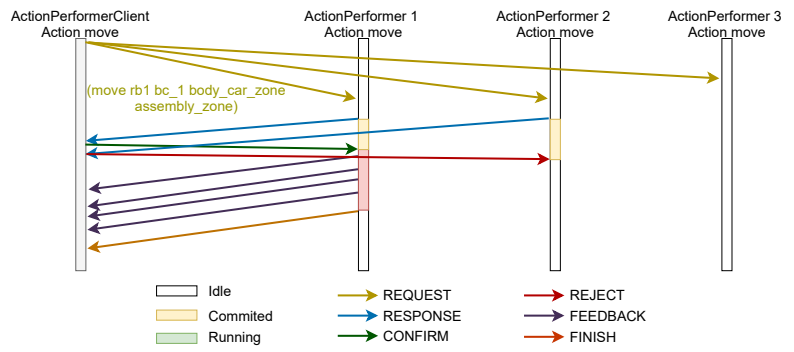 ActionPerformerClient
Action move
ActionPerformer 1
Action move
ActionPerformer 2
Action move
ActionPerformer 3
Action move
(move rb1 bc_1 body_car_zone
assembly_zone)
Idle
Commited
Running
REQUEST
RESPONSE
CONFIRM
REJECT
FEEDBACK
FINISH